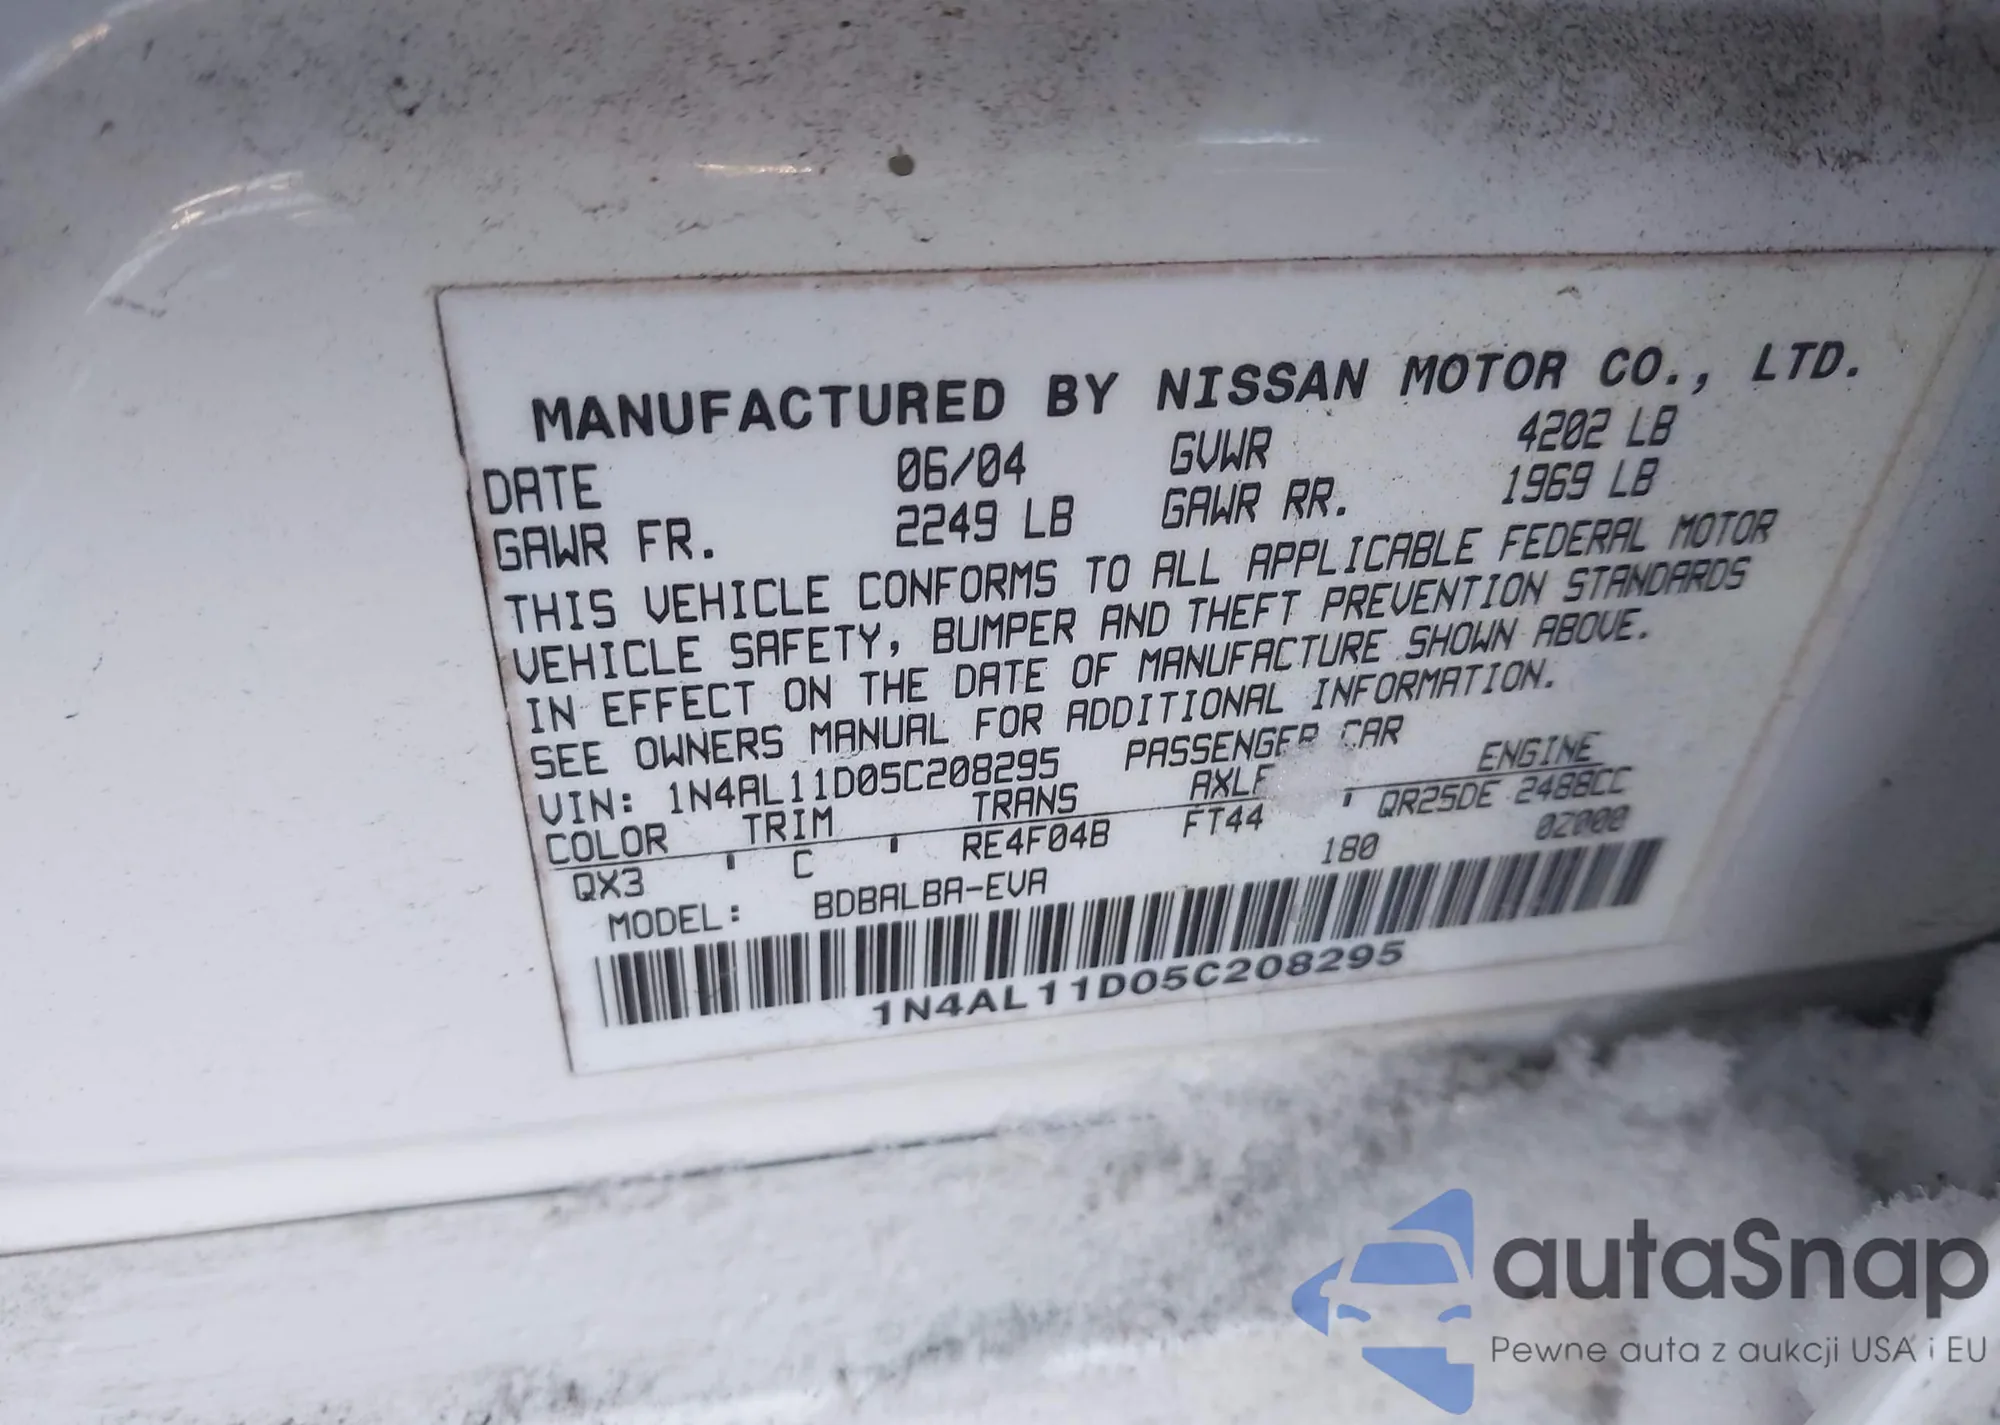 MANUFACTURED BY NISSAN MOTOR CO., LTD.
DATE 06/04 GVWR 4202 LB
GAWR FR. 2249 LB GAWR RR. 1969 LB
THIS VEHICLE CONFORMS TO ALL APPLICABLE FEDERAL MOTOR
VEHICLE SAFETY, BUMPER AND THEFT PREVENTION STANDARDS
IN EFFECT ON THE DATE OF MANUFACTURE SHOWN ABOVE.
SEE OWNERS MANUAL FOR ADDITIONAL INFORMATION.
VIN: 1N4AL11D05C208295 PASSENGER CAR
COLOR TRIM TRANS AXLE ENGINE
QX3 C RE4F04B FT44 QR25DE 2488CC
MODEL: BDBALBA-EVA 180 02000
1N4AL11D05C208295
autaSnap
Pewne auta z aukcji USA i EU